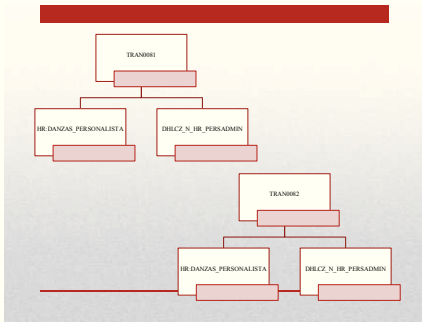 TRAN0081
HR:DANZAS_PERSONALISTA
DHLCZ_N_HR_PERSADMIN
TRAN0082
HR:DANZAS_PERSONALISTA
DHLCZ_N_HR_PERSADMIN